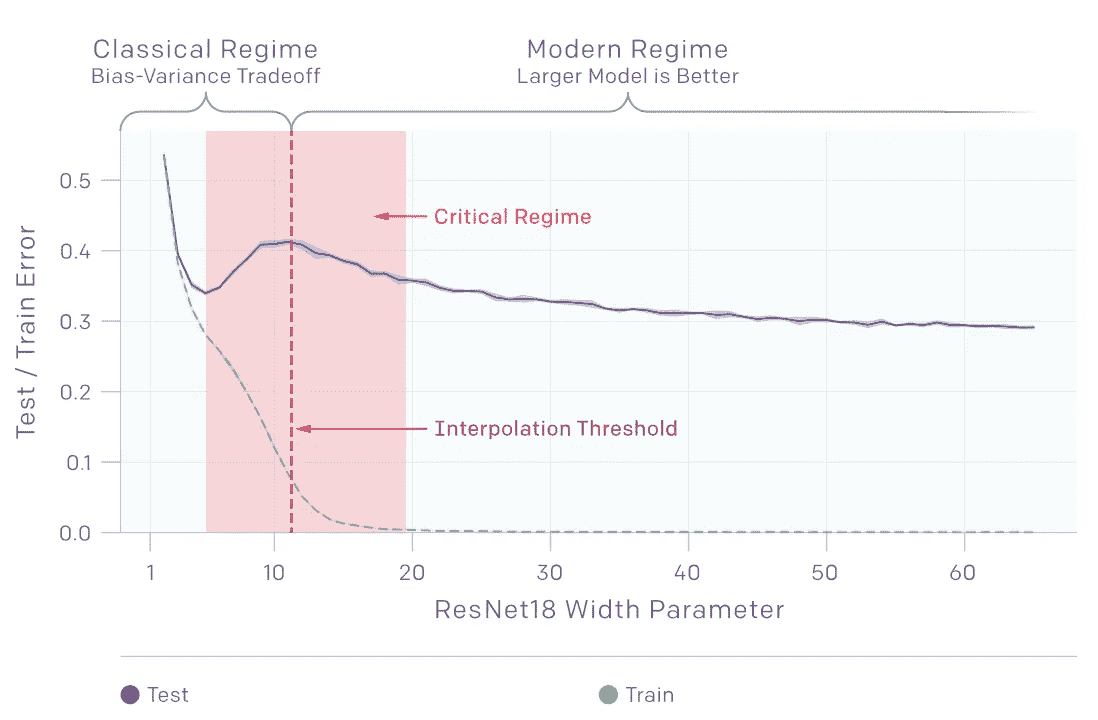 Classical Regime
Bias-Variance Tradeoff
Modern Regime
Larger Model is Better
Test / Train Error
0.5
0.4
0.3
0.2
0.1
0.0
Critical Regime
Interpolation Threshold
1 10 20 30 40 50 60
ResNet18 Width Parameter
Test
Train